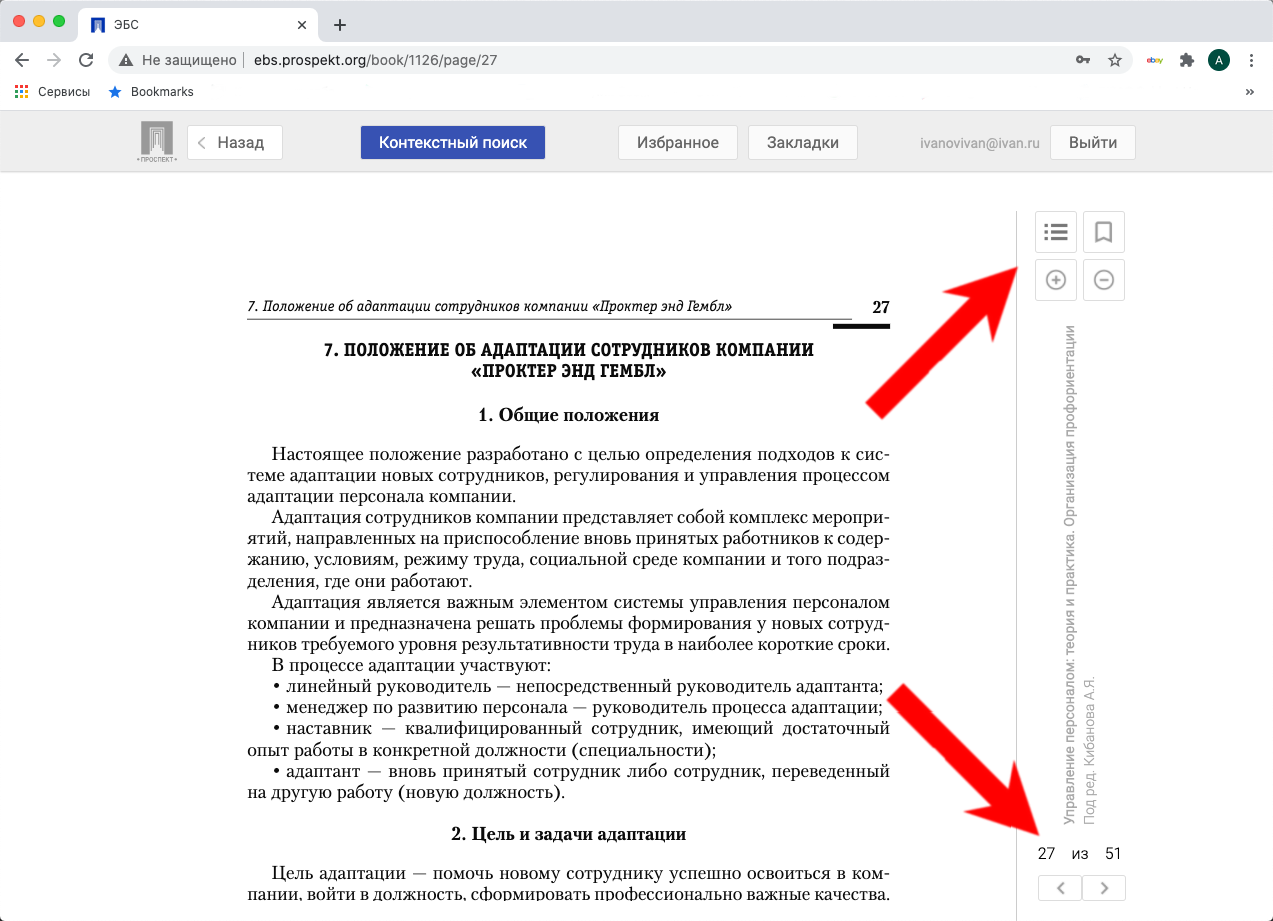 ЭБС
Не защищено ebs.prospekt.org/book/1126/page/27
ebay
A
Сервисы Bookmarks
»
•ПРОСПЕКТ•
Назад
Контекстный поиск
Избранное
Закладки
ivanovivan@ivan.ru
Выйти
7. Положение об адаптации сотрудников компании «Проктер энд Гембл» 27
7. ПОЛОЖЕНИЕ ОБ АДАПТАЦИИ СОТРУДНИКОВ КОМПАНИИ
«ПРОКТЕР ЭНД ГЕМБЛ»
1. Общие положения
Настоящее положение разработано с целью определения подходов к сис-
теме адаптации новых сотрудников, регулирования и управления процессом
адаптации персонала компании.
Адаптация сотрудников компании представляет собой комплекс меропри-
ятий, направленных на приспособление вновь принятых работников к содер-
жанию, условиям, режиму труда, социальной среде компании и того подраз-
деления, где они работают.
Адаптация является важным элементом системы управления персоналом
компании и предназначена решать проблемы формирования у новых сотруд-
ников требуемого уровня результативности труда в наиболее короткие сроки.
В процессе адаптации участвуют:
• линейный руководитель — непосредственный руководитель адаптанта;
• менеджер по развитию персонала — руководитель процесса адаптации;
• наставник — квалифицированный сотрудник, имеющий достаточный
опыт работы в конкретной должности (специальности);
• адаптант — вновь принятый сотрудник либо сотрудник, переведенный
на другую работу (новую должность).
2. Цель и задачи адаптации
Цель адаптации — помочь новому сотруднику успешно освоиться в ком-
пании, войти в должность, сформировать профессионально важные качества.
Управление персоналом: теория и практика. Организация профориентации
Под ред. Кибанова А.Я.
27 из 51